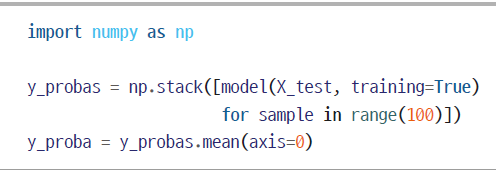 import numpy as np
y_probas = np.stack([model(X_test, training=True)
for sample in range(100)])
y_proba = y_probas.mean(axis=0)